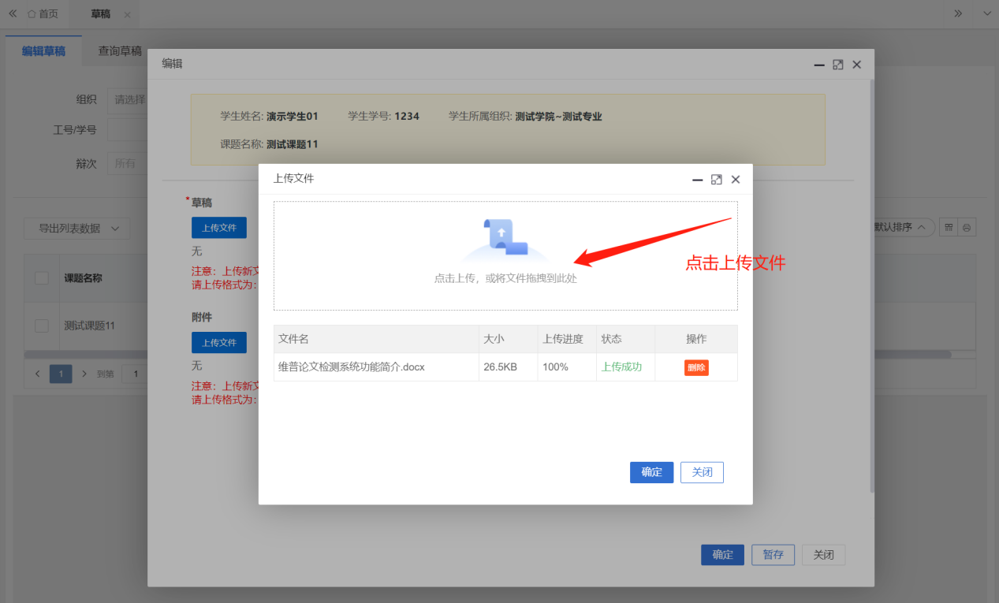 首页
草稿
编辑草稿 查询草稿
编辑
组织 请选择
学生姓名: 演示学生01 学生学号: 1234 学生所属组织: 测试学院~测试专业
工号/学号
课题名称: 测试课题11
辩次 所有
上传文件
*草稿
导出列表数据
上传文件
默认排序
点击上传文件
无
注意：上传新文
请上传格式为:
点击上传，或将文件拖拽到此处
课题名称
附件
测试课题11
上传文件
文件名 大小 上传进度 状态 操作
维普论文检测系统功能简介.docx 26.5KB 100% 上传成功 删除
无
1 到第 1
注意：上传新文
请上传格式为:
确定 关闭
确定 暂存 关闭